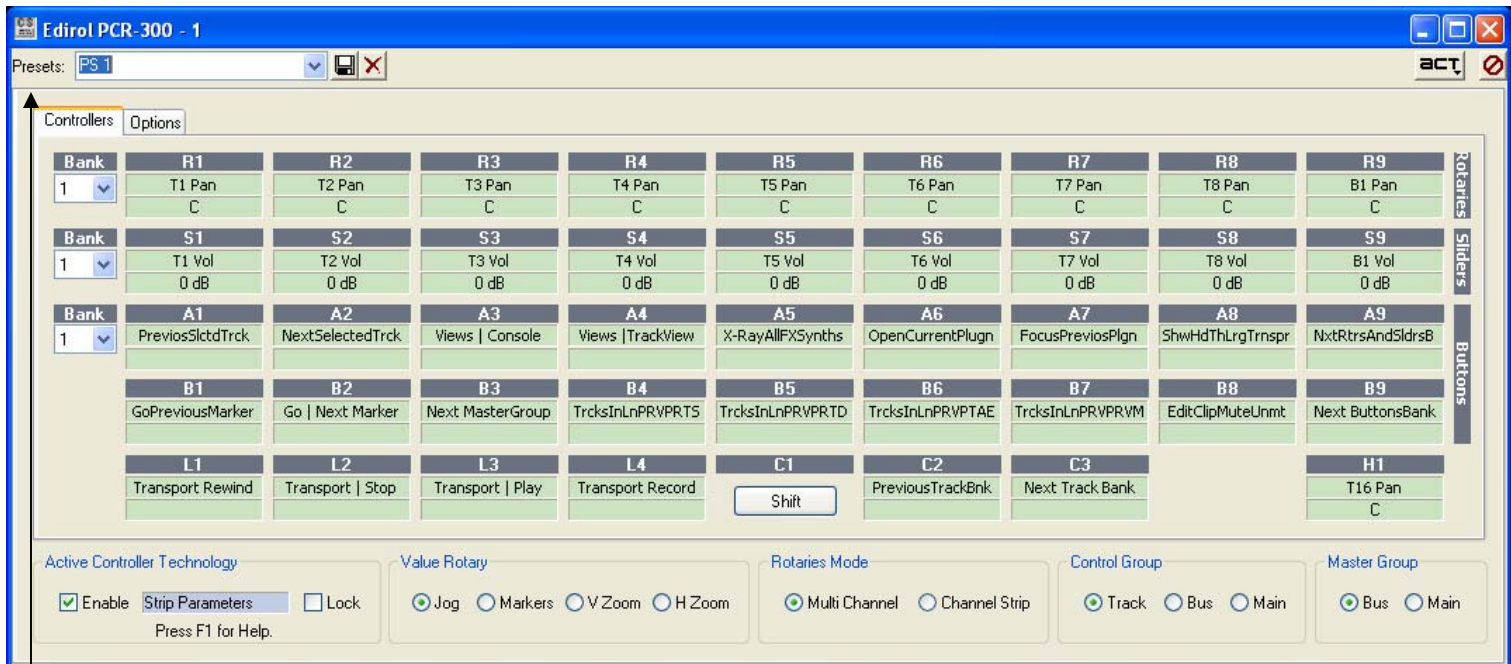 Edirol PCR-300 - 1
Presets: PS 1 act
Controllers Options
Bank R1 R2 R3 R4 R5 R6 R7 R8 R9 Rotaries
1 T1 Pan T2 Pan T3 Pan T4 Pan T5 Pan T6 Pan T7 Pan T8 Pan B1 Pan
C C C C C C C C C
Bank S1 S2 S3 S4 S5 S6 S7 S8 S9 Sliders
1 T1 Vol T2 Vol T3 Vol T4 Vol T5 Vol T6 Vol T7 Vol T8 Vol B1 Vol
0 dB 0 dB 0 dB 0 dB 0 dB 0 dB 0 dB 0 dB 0 dB
Bank A1 A2 A3 A4 A5 A6 A7 A8 A9 Buttons
1 PreviosSlctdTrck NextSelectedTrck Views | Console Views |TrackView X-RayAllFXSynths OpenCurrentPlugn FocusPreviosPlgn ShwHdThLrgTrnspr NxtRtrsAndSldrsB
B1 B2 B3 B4 B5 B6 B7 B8 B9
GoPreviousMarker Go | Next Marker Next MasterGroup TrcksInLnPRVPRTS TrcksInLnPRVPRTD TrcksInLnPRVPTAE TrcksInLnPRVPRVM EditClipMuteUnmt Next ButtonsBank
L1 L2 L3 L4 C1 C2 C3 H1
Transport Rewind Transport | Stop Transport | Play Transport Record Shift PreviousTrackBnk Next Track Bank T16 Pan
C
Active Controller Technology Value Rotary Rotaries Mode Control Group Master Group
Enable Strip Parameters Lock Jog Markers V Zoom H Zoom Multi Channel Channel Strip Track Bus Main Bus Main
Press F1 for Help.